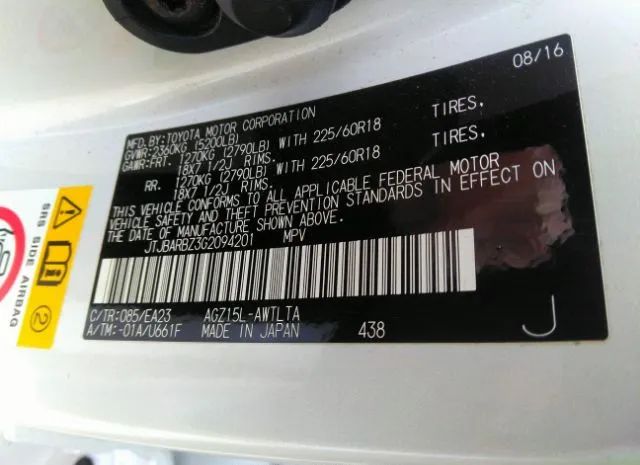 08/16
MFD.BY:TOYOTA MOTOR CORPORATION
GVWR:2360KG (5200LB)
GAWR:FRT. 1270KG (2790LB) WITH 225/60R18 TIRES,
18X7 1/2J RIMS.
RR. 1270KG (2790LB) WITH 225/60R18 TIRES,
18X7 1/2J RIMS.
THIS VEHICLE CONFORMS TO ALL APPLICABLE FEDERAL MOTOR
VEHICLE SAFETY AND THEFT PREVENTION STANDARDS IN EFFECT ON
THE DATE OF MANUFACTURE SHOWN ABOVE.
JTJBARBZ3G2094201 MPV
C/TR:085/EA23 AGZ15L-AWTLTA
A/TM:-01A/U661F MADE IN JAPAN 438
J
SRS SIDE AIRBAG
2